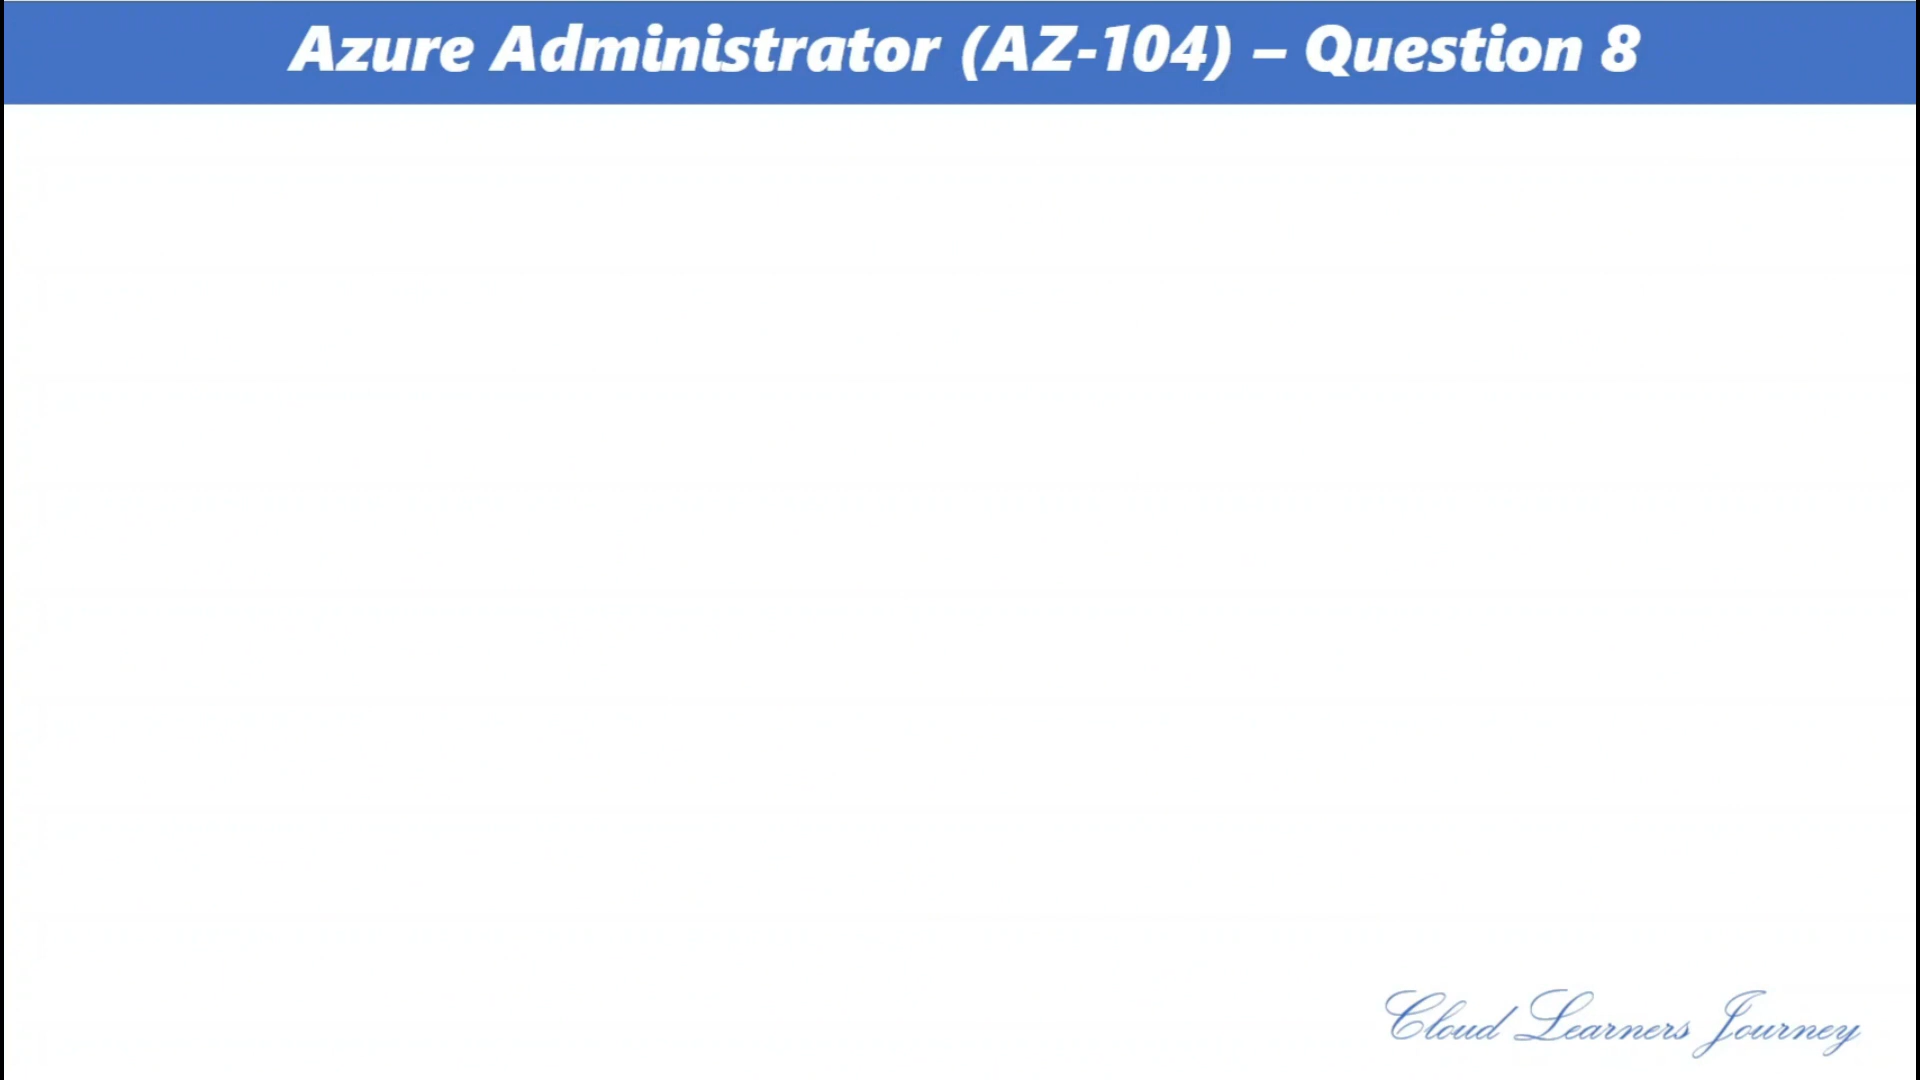 Azure Administrator (AZ-104) – Question 8
Cloud Learners Journey